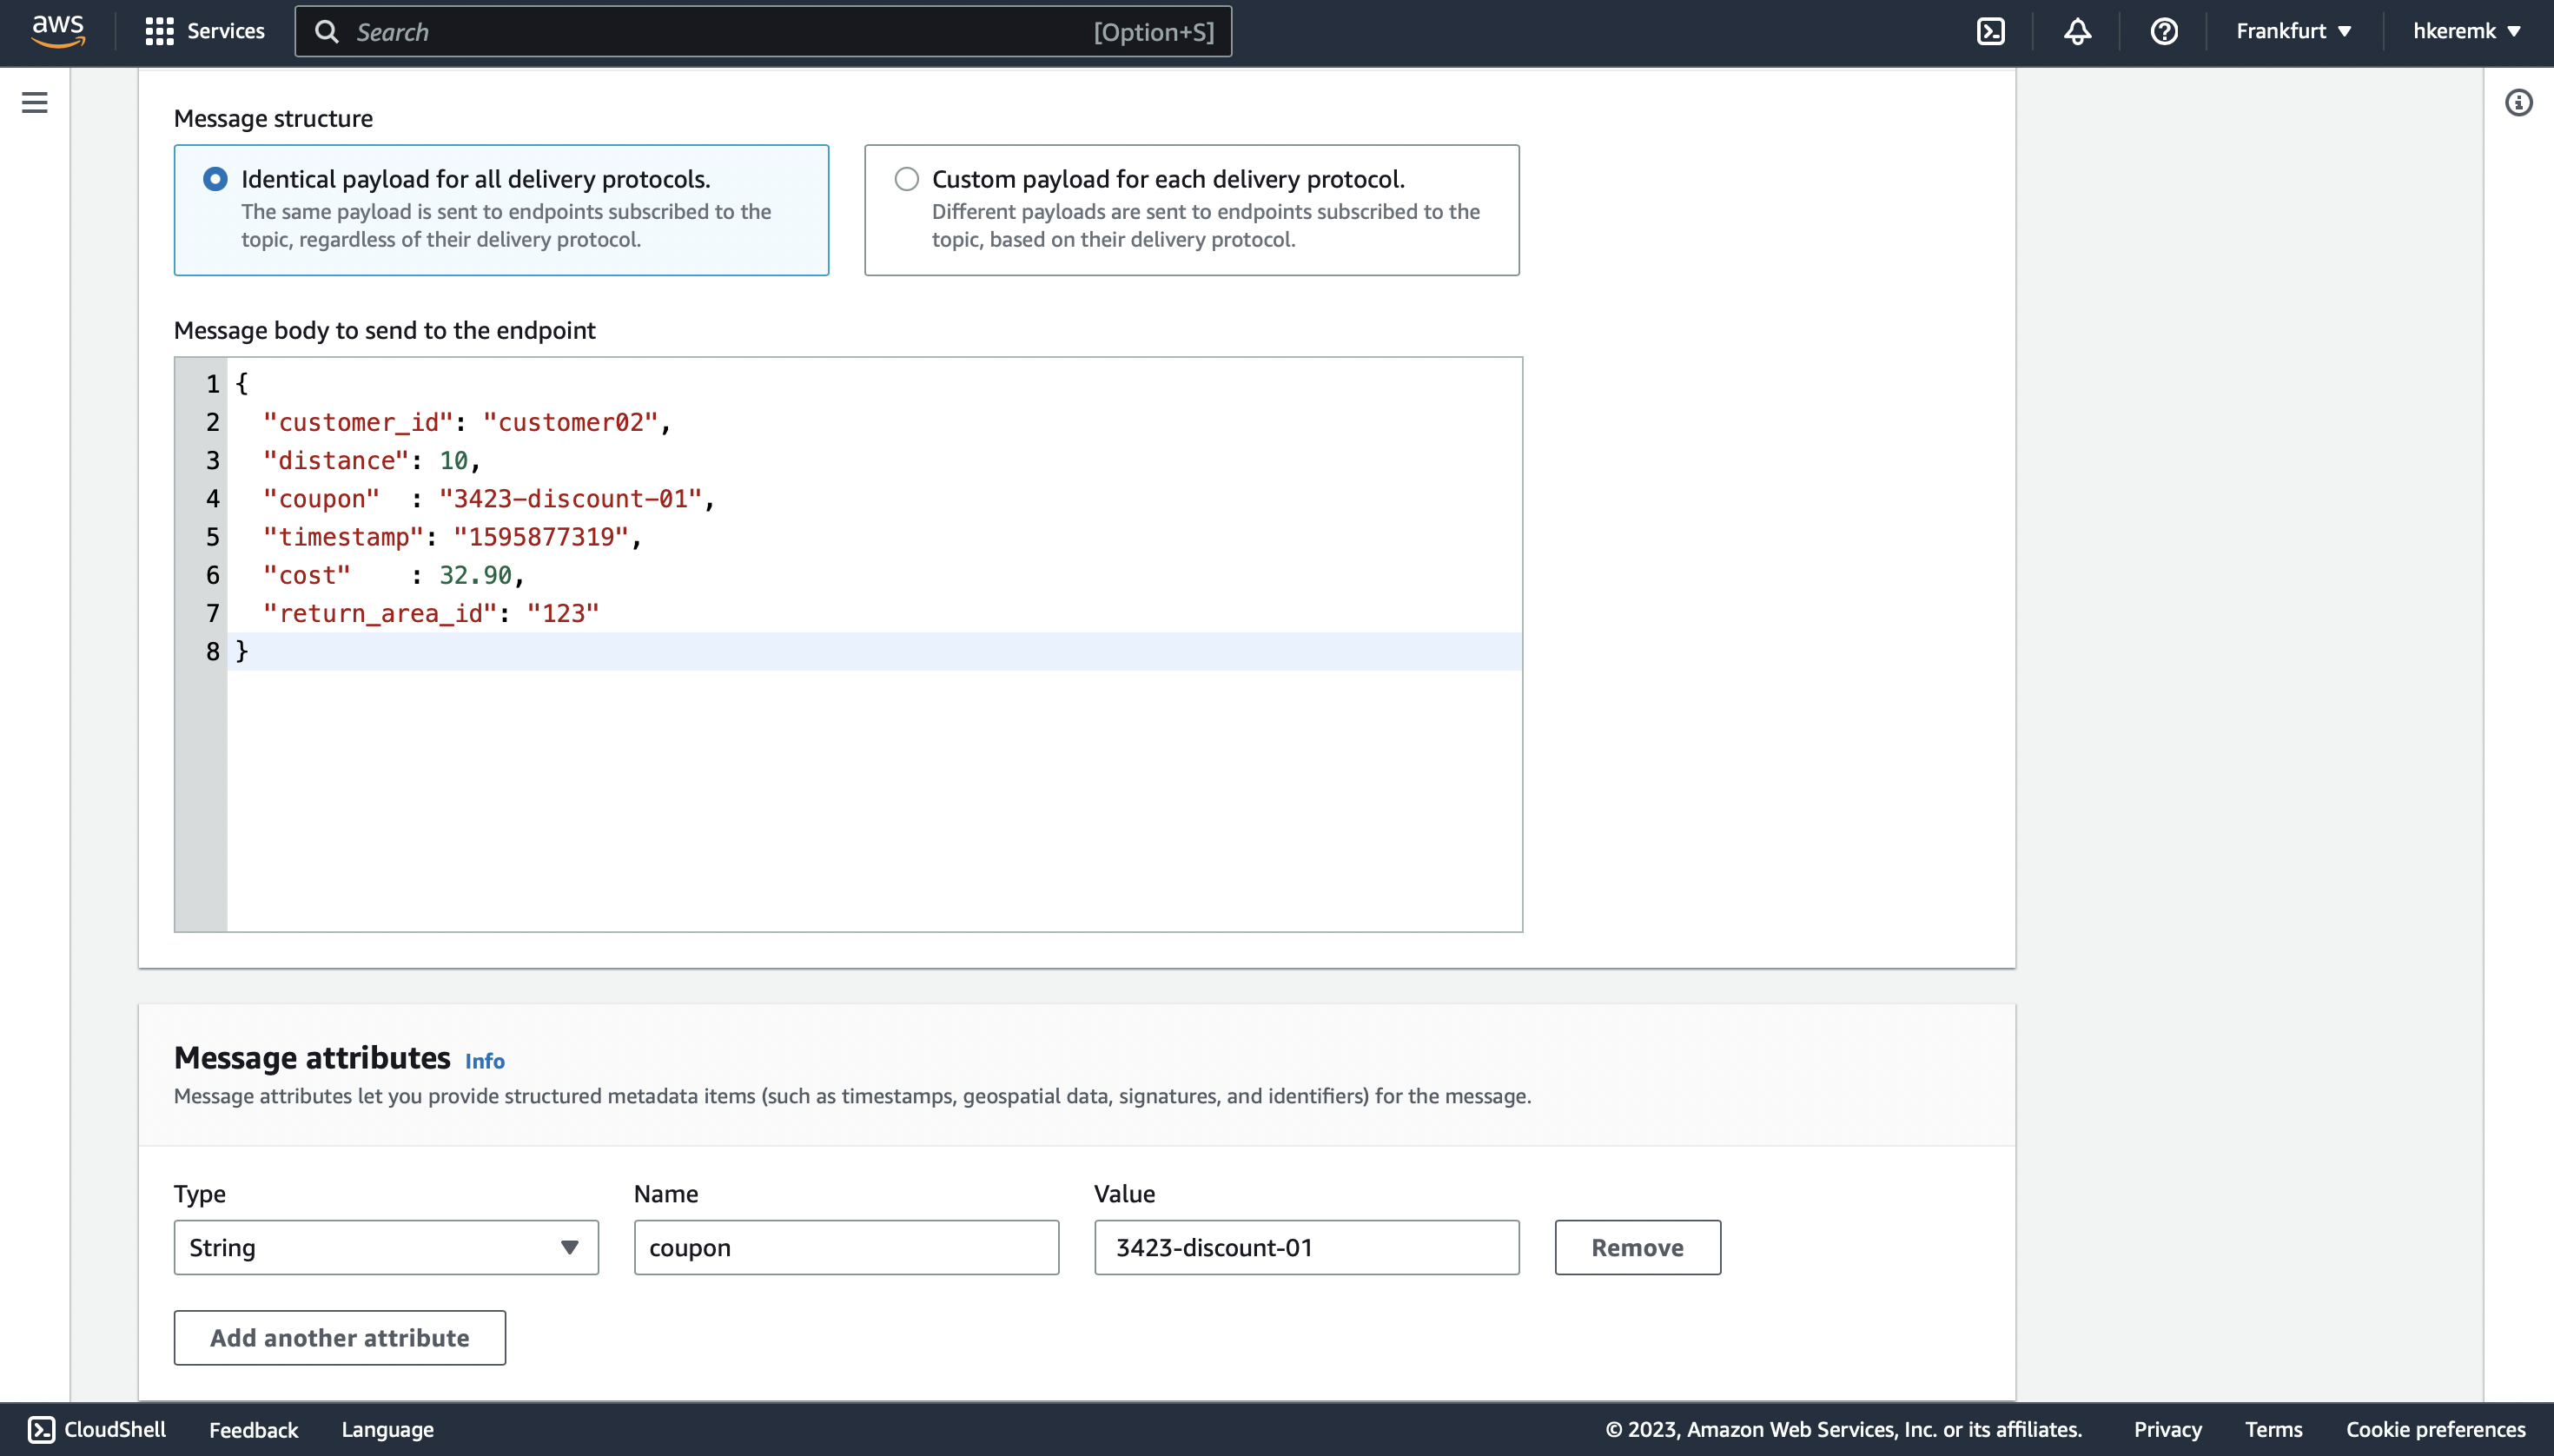 aws Services Search [Option+S] Frankfurt hkeremk
Message structure
Identical payload for all delivery protocols.
The same payload is sent to endpoints subscribed to the
topic, regardless of their delivery protocol.
Custom payload for each delivery protocol.
Different payloads are sent to endpoints subscribed to the
topic, based on their delivery protocol.
Message body to send to the endpoint
1 {
2 "customer_id": "customer02",
3 "distance": 10,
4 "coupon"  : "3423-discount-01",
5 "timestamp": "1595877319",
6 "cost"    : 32.90,
7 "return_area_id": "123"
8 }
Message attributes Info
Message attributes let you provide structured metadata items (such as timestamps, geospatial data, signatures, and identifiers) for the message.
Type Name Value
String coupon 3423-discount-01 Remove
Add another attribute
CloudShell Feedback Language © 2023, Amazon Web Services, Inc. or its affiliates. Privacy Terms Cookie preferences